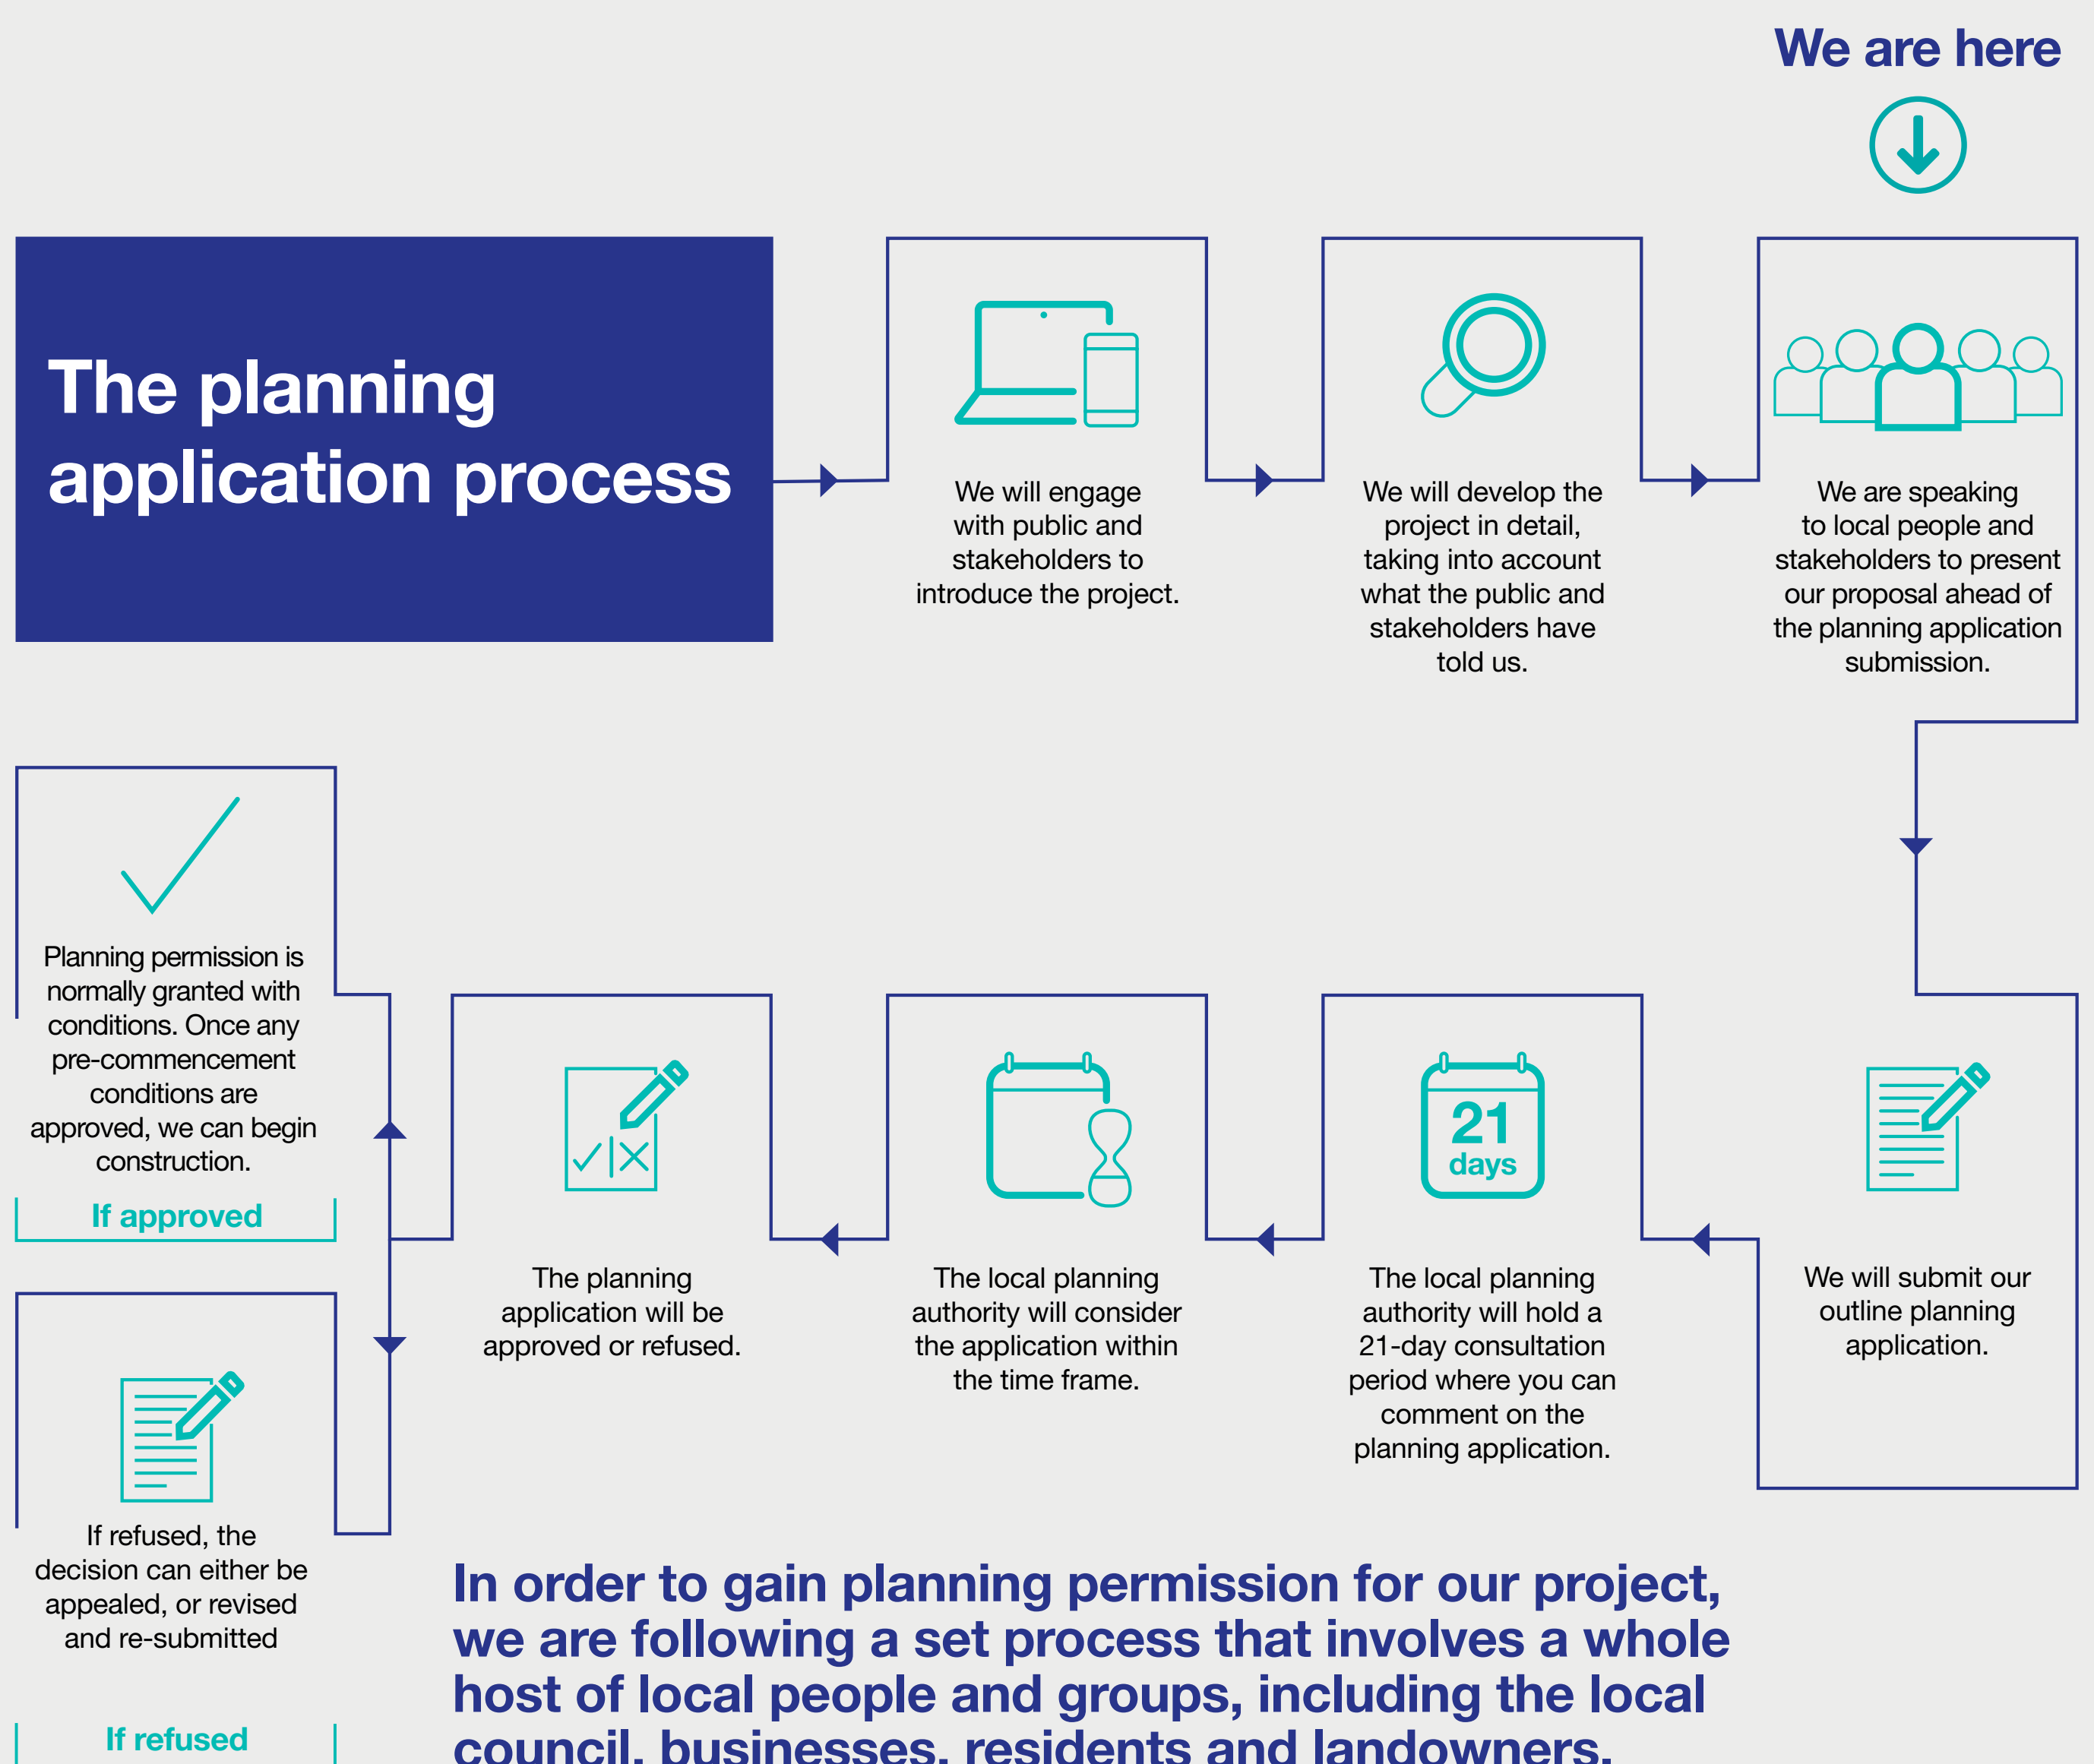 We are here
The planning
application process
We will engage
with public and
stakeholders to
introduce the project.
We will develop the
project in detail,
taking into account
what the public and
stakeholders have
told us.
We are speaking
to local people and
stakeholders to present
our proposal ahead of
the planning application
submission.
We will submit our
outline planning
application.
21
days
The local planning
authority will hold a
21-day consultation
period where you can
comment on the
planning application.
The local planning
authority will consider
the application within
the time frame.
The planning
application will be
approved or refused.
Planning permission is
normally granted with
conditions. Once any
pre-commencement
conditions are
approved, we can begin
construction.
If approved
If refused, the
decision can either be
appealed, or revised
and re-submitted
If refused
In order to gain planning permission for our project,
we are following a set process that involves a whole
host of local people and groups, including the local
council, businesses, residents and landowners.